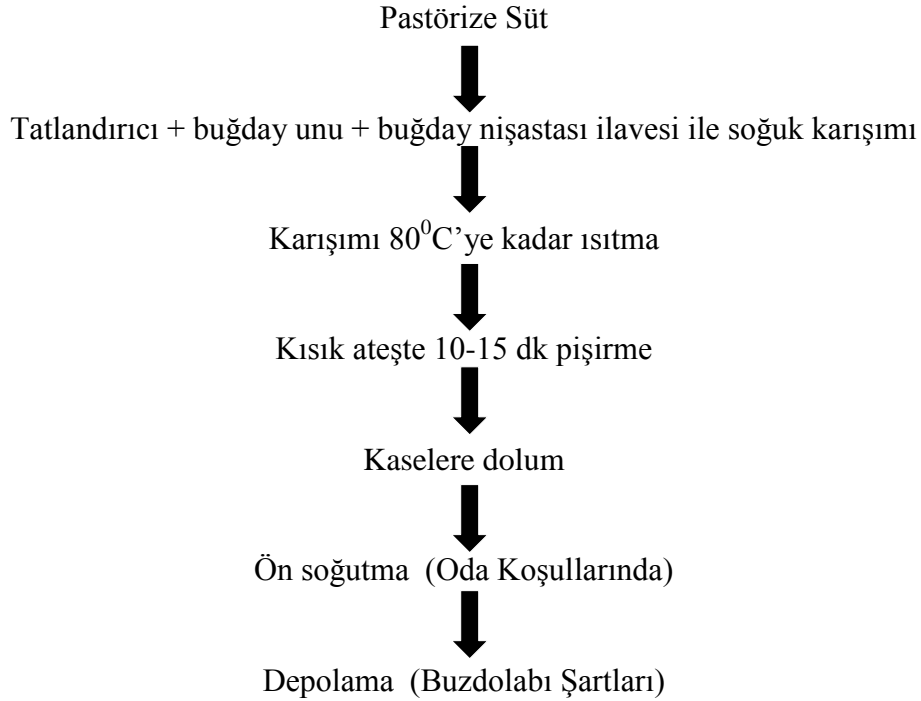 Pastörize Süt
Tatlandırıcı + buğday unu + buğday nişastası ilavesi ile soğuk karışımı
Karışımı 80⁰C’ye kadar ısıtma
Kısık ateşte 10-15 dk pişirme
Kaselere dolum
Ön soğutma (Oda Koşullarında)
Depolama (Buzdolabı Şartları)